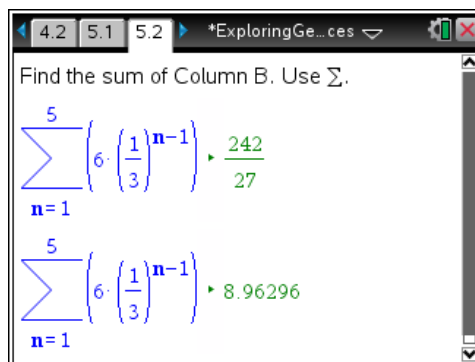 4.2 5.1 5.2 *ExploringGe…ces
Find the sum of Column B. Use ∑.
5
∑ (6·(1/3)^(n−1)) ▸ 242/27
n=1
5
∑ (6·(1/3)^(n−1)) ▸ 8.96296
n=1